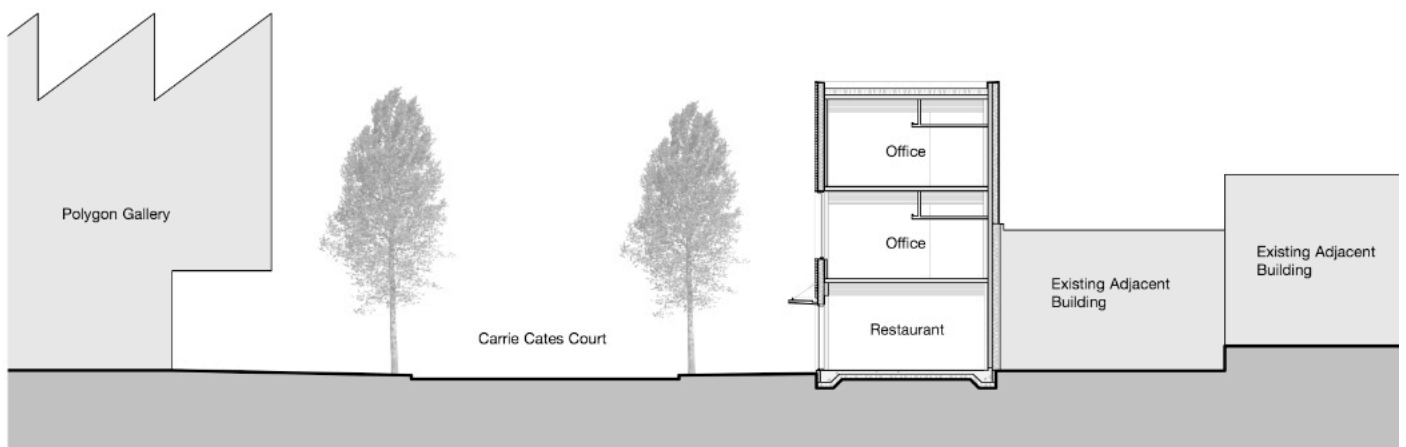 Polygon Gallery
Carrie Cates Court
Office
Office
Restaurant
Existing Adjacent
Building
Existing Adjacent
Building